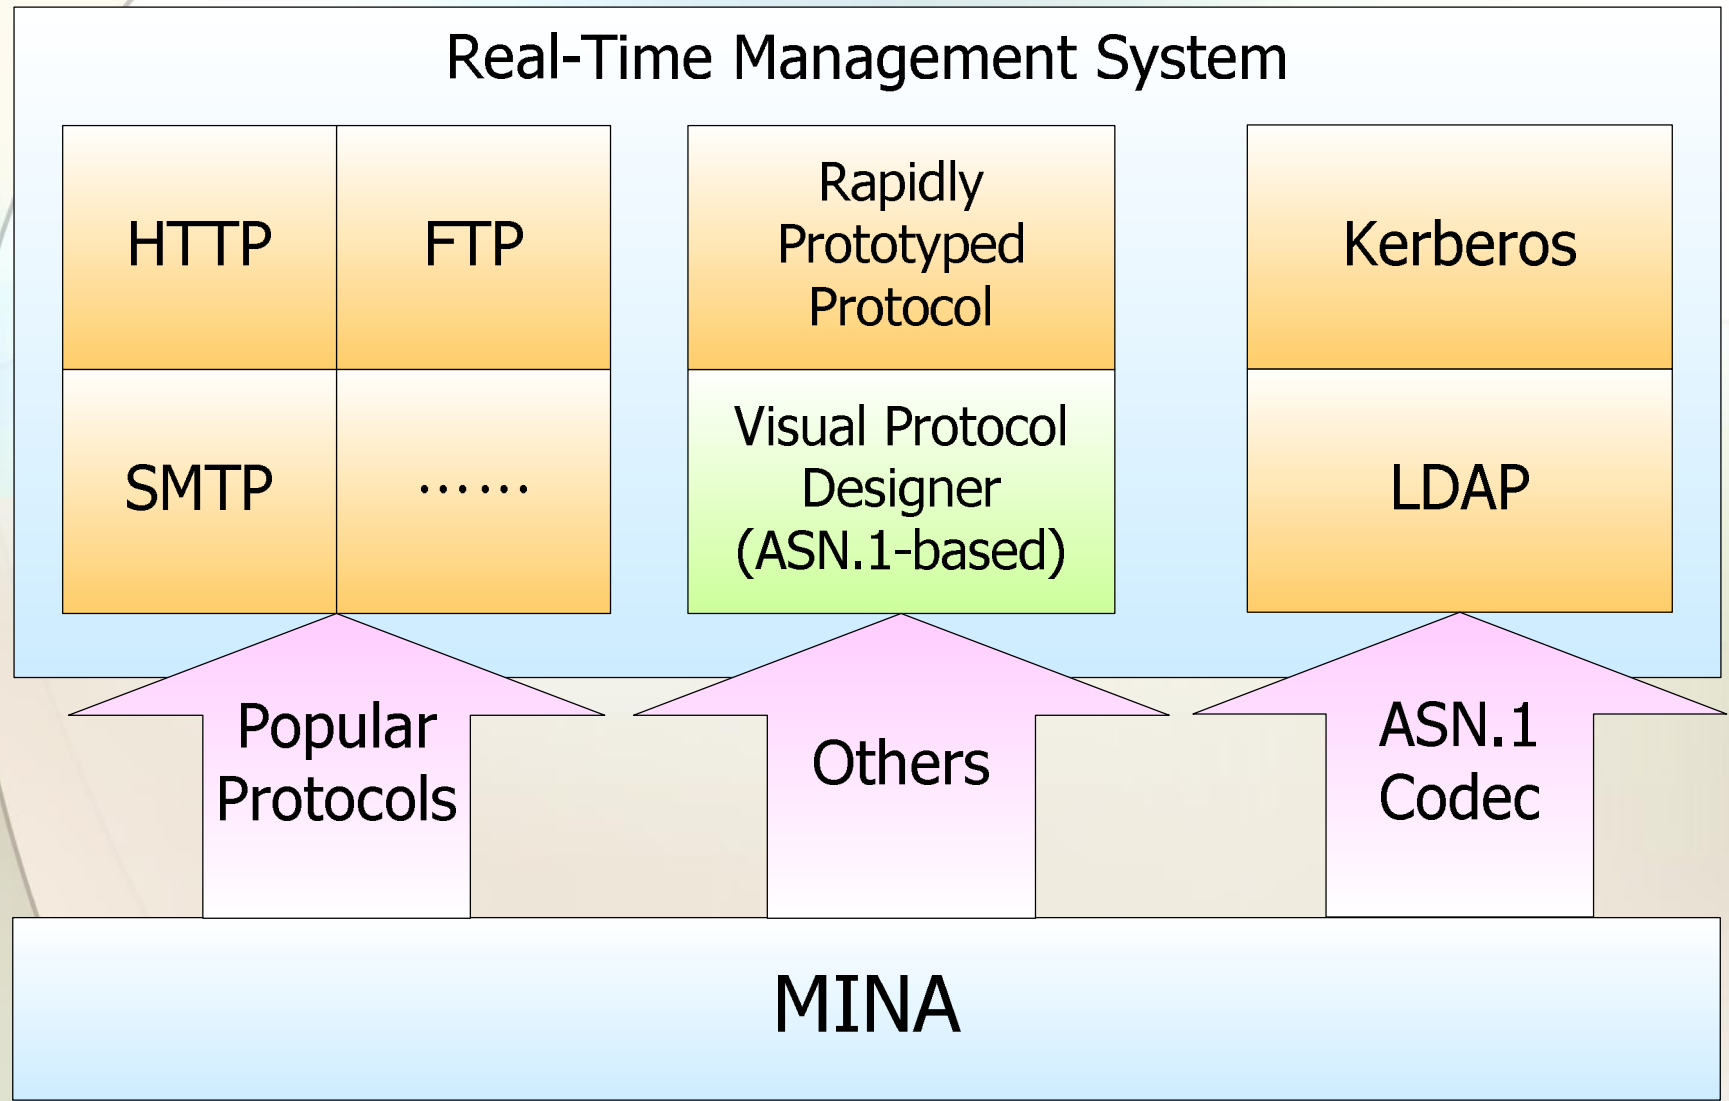 Real-Time Management System
HTTP
FTP
SMTP
······
Rapidly
Prototyped
Protocol
Visual Protocol
Designer
(ASN.1-based)
Kerberos
LDAP
Popular
Protocols
Others
ASN.1
Codec
MINA